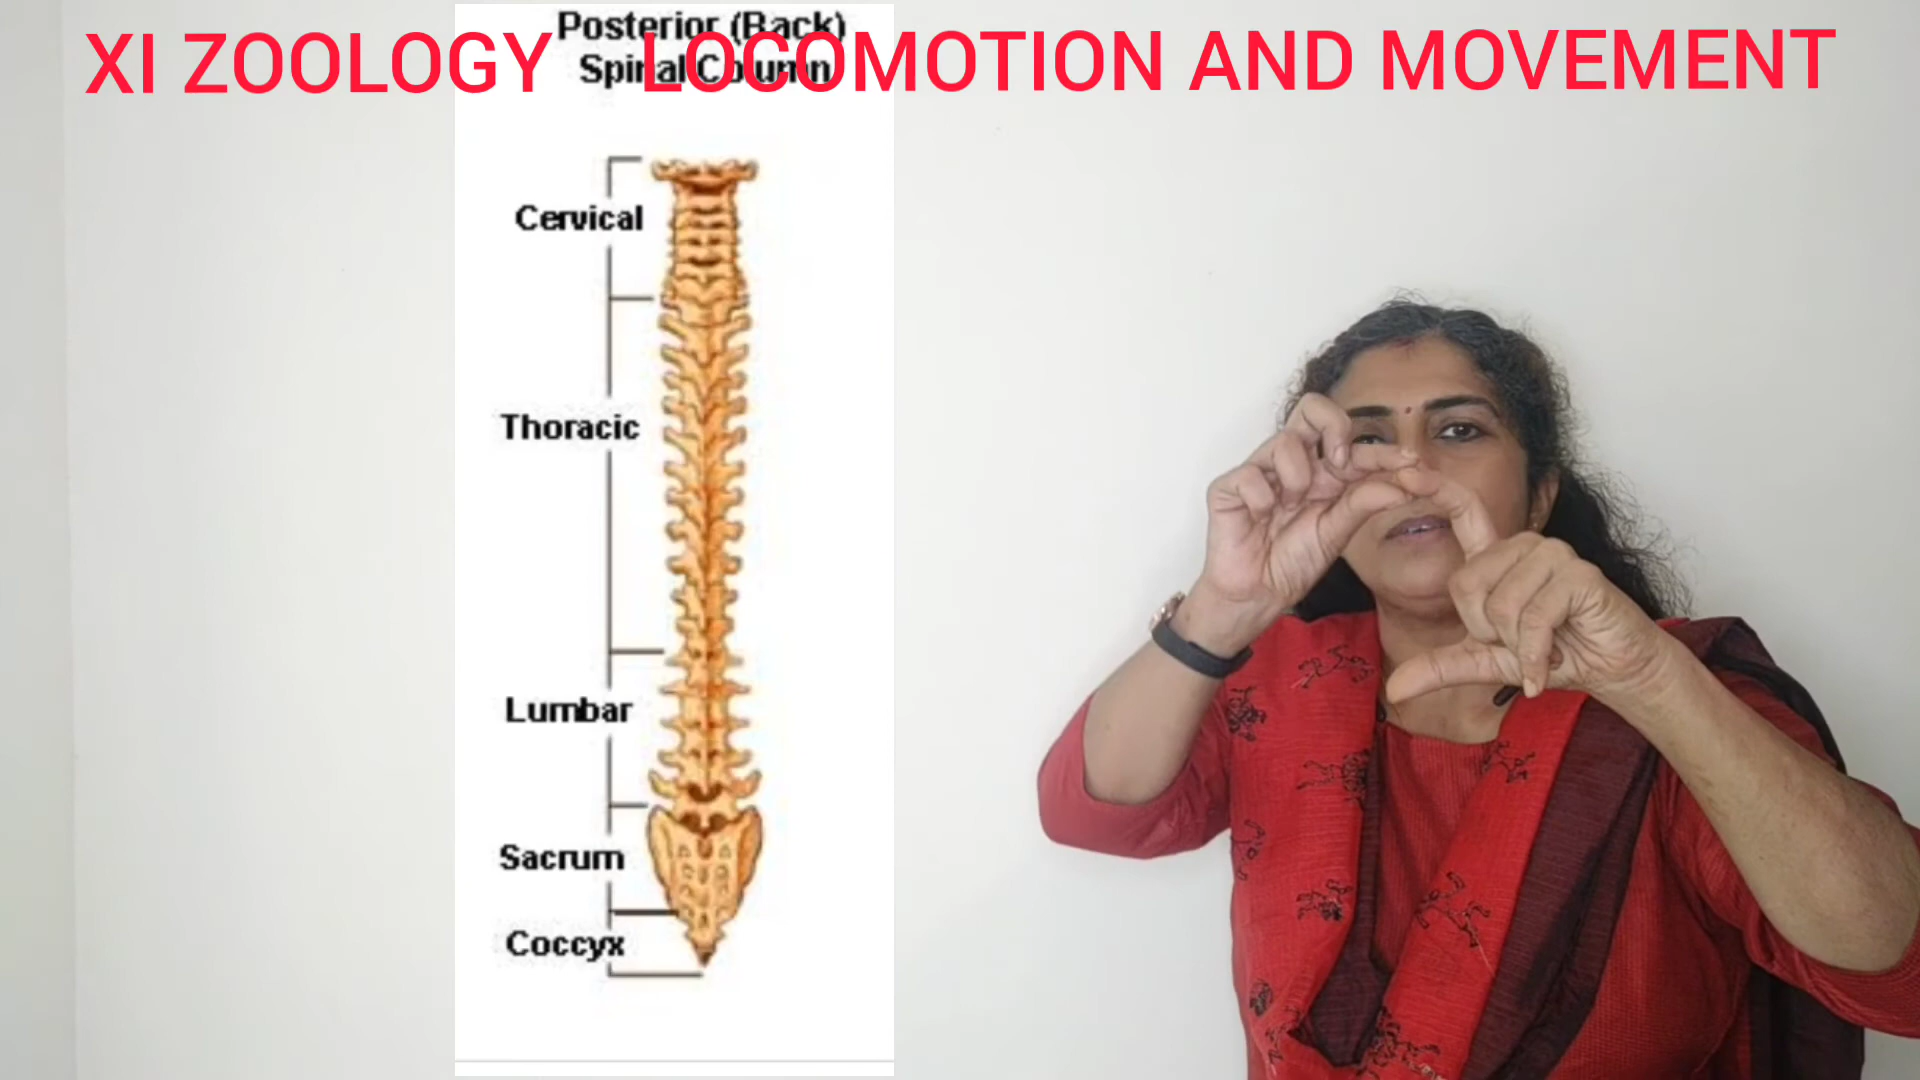 XI ZOOLOGY LOCOMOTION AND MOVEMENT
Posterior (Back)
Spinal Column
Cervical
Thoracic
Lumbar
Sacrum
Coccyx